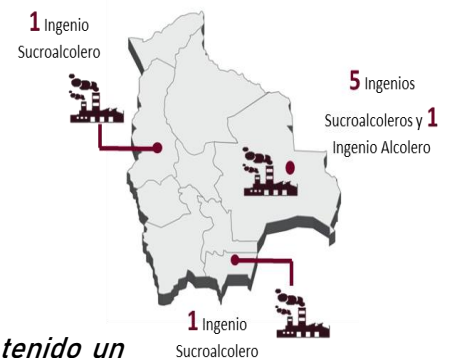 1 Ingenio
Sucroalcolero
5 Ingenios
Sucroalcoleros y 1
Ingenio Alcolero
1 Ingenio
Sucroalcolero
tenido un